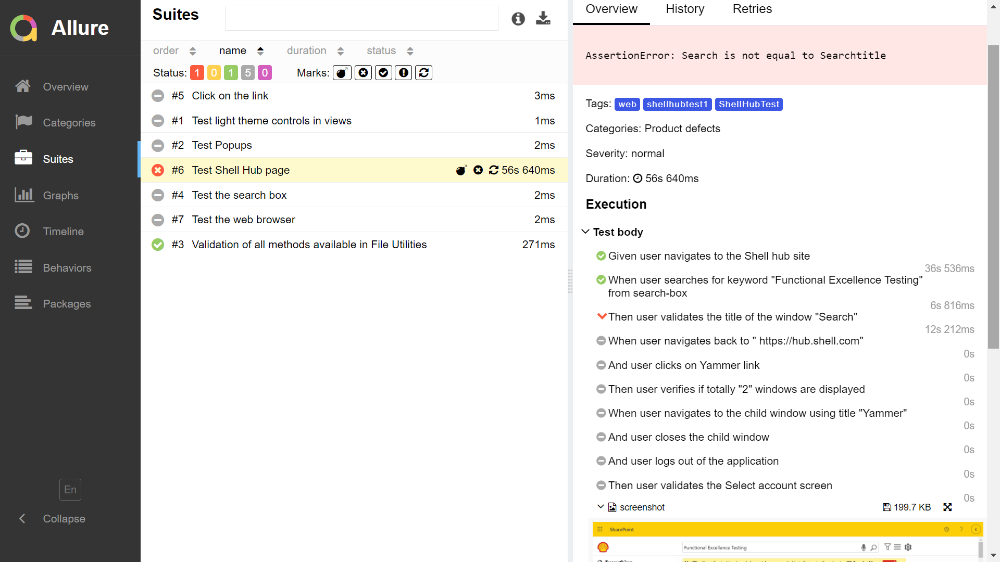 Allure
Overview
Categories
Suites
Graphs
Timeline
Behaviors
Packages
En
Collapse
Suites
order name duration status
Status: 1 0 1 5 0 Marks:
#5 Click on the link 3ms
#1 Test light theme controls in views 1ms
#2 Test Popups 2ms
#6 Test Shell Hub page 56s 640ms
#4 Test the search box 2ms
#7 Test the web browser 2ms
#3 Validation of all methods available in File Utilities 271ms
Overview History Retries
AssertionError: Search is not equal to Searchtitle
Tags: web shellhubtest1 ShellHubTest
Categories: Product defects
Severity: normal
Duration: 56s 640ms
Execution
Test body
Given user navigates to the Shell hub site
36s 536ms
When user searches for keyword "Functional Excellence Testing"
from search-box
6s 816ms
Then user validates the title of the window "Search"
12s 212ms
When user navigates back to " https://hub.shell.com"
0s
And user clicks on Yammer link
0s
Then user verifies if totally "2" windows are displayed
0s
When user navigates to the child window using title "Yammer"
0s
And user closes the child window
0s
And user logs out of the application
0s
Then user validates the Select account screen
0s
screenshot 199.7 KB
SharePoint ? K
Functional Excellence Testing